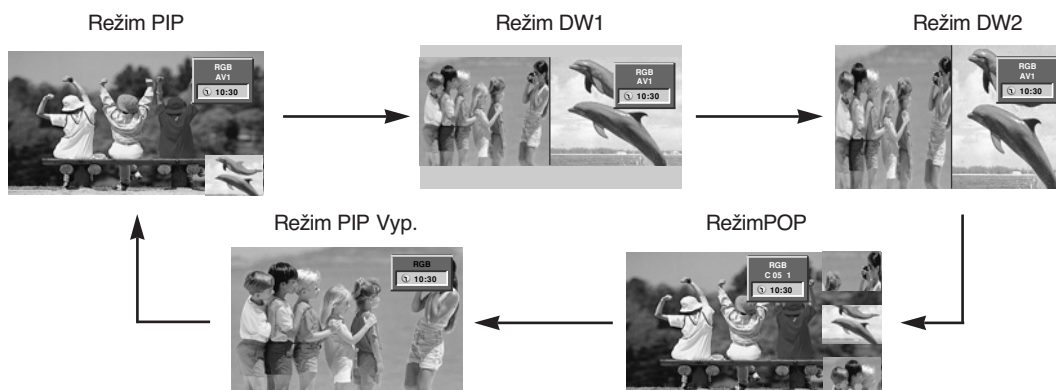 Režim PIP
Režim DW1
Režim DW2
RGB
AV1
10:30
RGB
AV1
10:30
RGB
AV1
10:30
Režim PIP Vyp.
RežimPOP
RGB
10:30
RGB
C 05 1
10:30